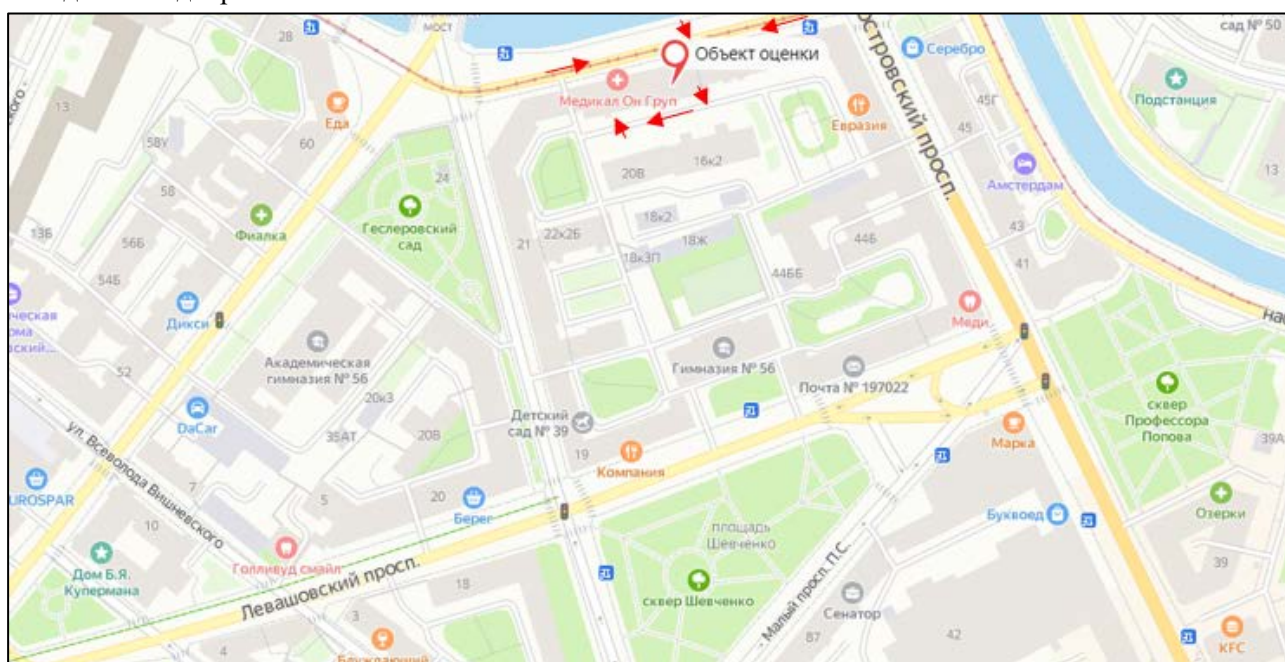 мост
28
Еда
60
58У
58
13
13Б
56Б
54Б
52
Фиалка
Геслеровский
сад
24
Дикси
Академическая
гимназия № 56
20к3
35АТ
20В
20
DaCar
ул. Всеволода Вишневского
7
5
10
UROSPAR
Дом Б.Я.
Купермана
Голливуд смайл
Берег
Левашовский просп.
3
18
Объект оценки
Медикал Он Груп
Евразия
16к2
20В
18к2
18Ж
18к3П
22к2Б
21
44Б
44ББ
Гимназия № 56
Почта № 197022
Детский
сад № 39
19
Компания
площадь
Шевченко
сквер Шевченко
Малый просп. П.С.
Сенатор
87
42
островский просп.
Серебро
сад № 50
Подстанция
45Г
45
13
Амстердам
43
41
Меди
Марка
сквер
Профессора
Попова
39А
Буквоед
Озерки
39
KFC